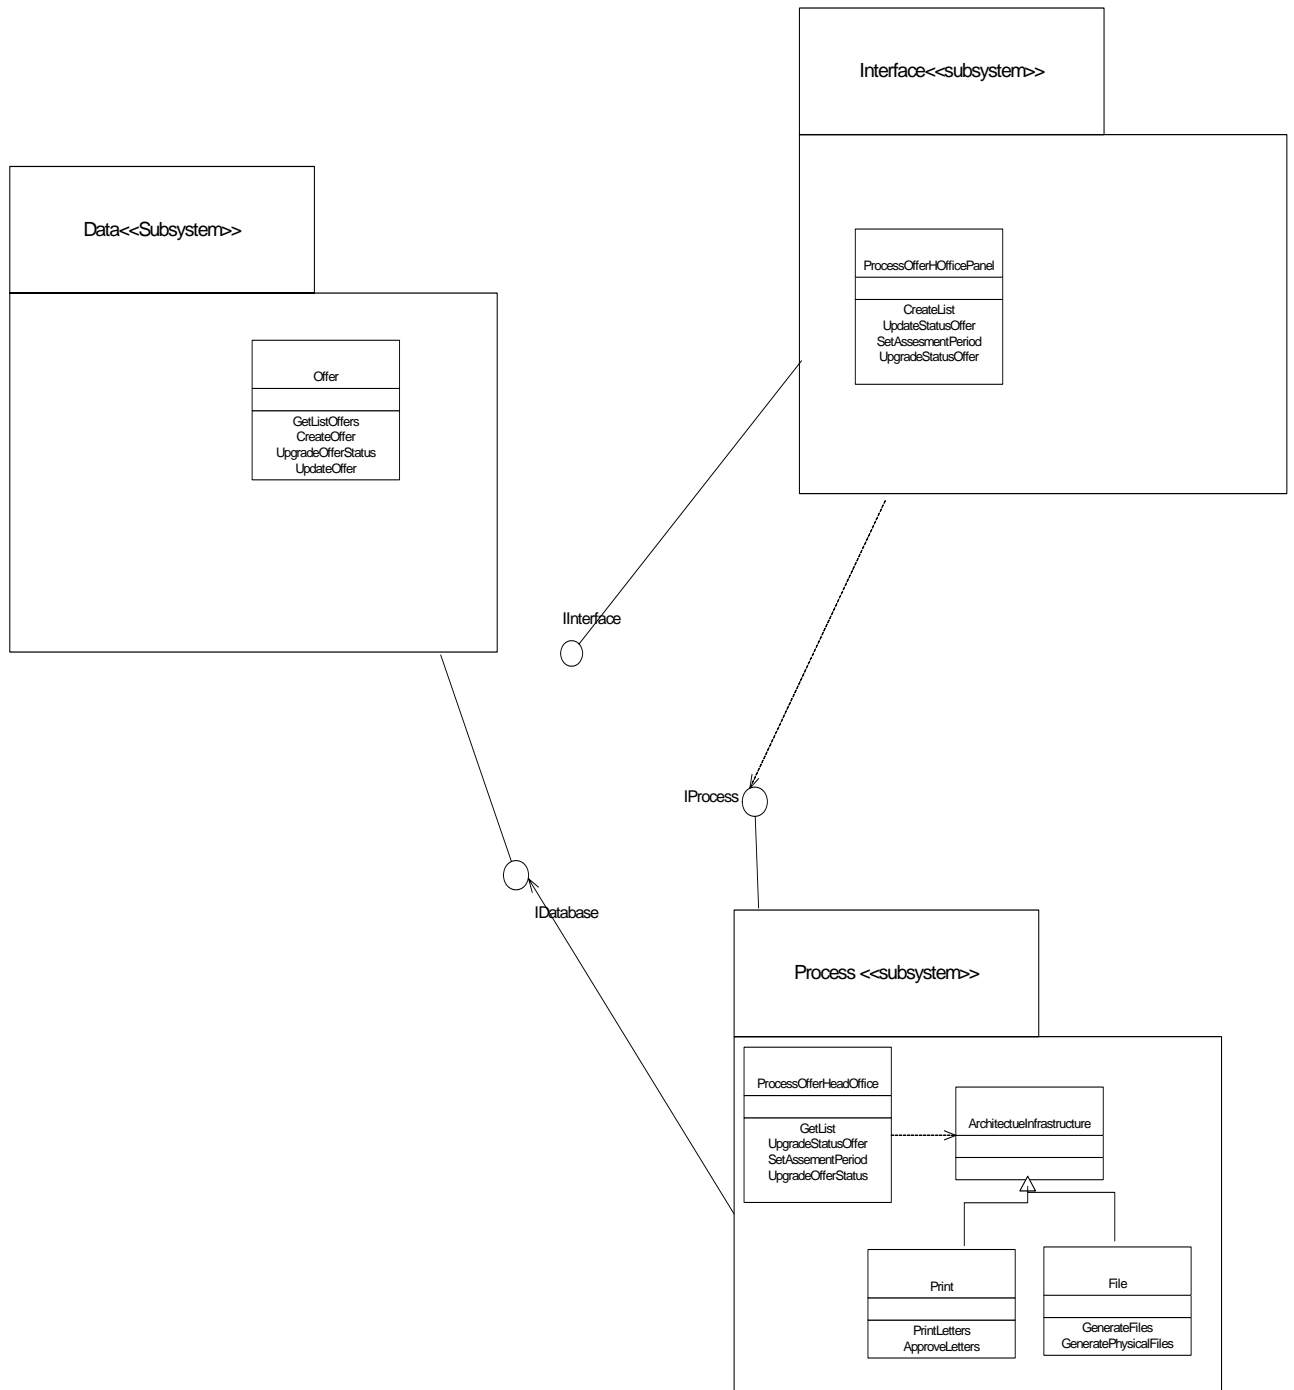 Interface<<subsystem>>
ProcessOfferHOfficePanel
CreateList
UpdateStatusOffer
SetAssesmentPeriod
UpgradeStatusOffer
Data<<Subsystem>>
Offer
GetListOffers
CreateOffer
UpgradeOfferStatus
UpdateOffer
IInterface
IProcess
IDatabase
Process <<subsystem>>
ProcessOfferHeadOffice
GetList
UpgradeStatusOffer
SetAssementPeriod
UpgradeOfferStatus
ArchitectueInfrastructure
Print
PrintLetters
ApproveLetters
File
GenerateFiles
GeneratePhysicalFiles